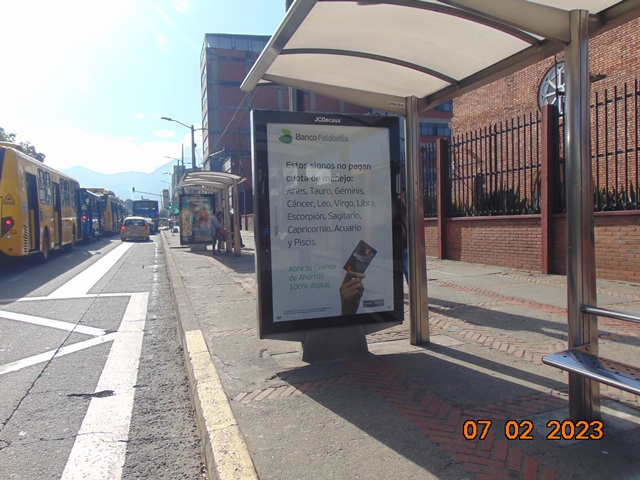 JCDecaux
Banco Falabella
Estos signos no pagan
cuota de manejo:
Aries, Tauro, Géminis,
Cáncer, Leo, Virgo, Libra,
Escorpión, Sagitario,
Capricornio, Acuario
y Piscis.
Abre tu Cuenta
de Ahorros
100% digital.
07 02 2023